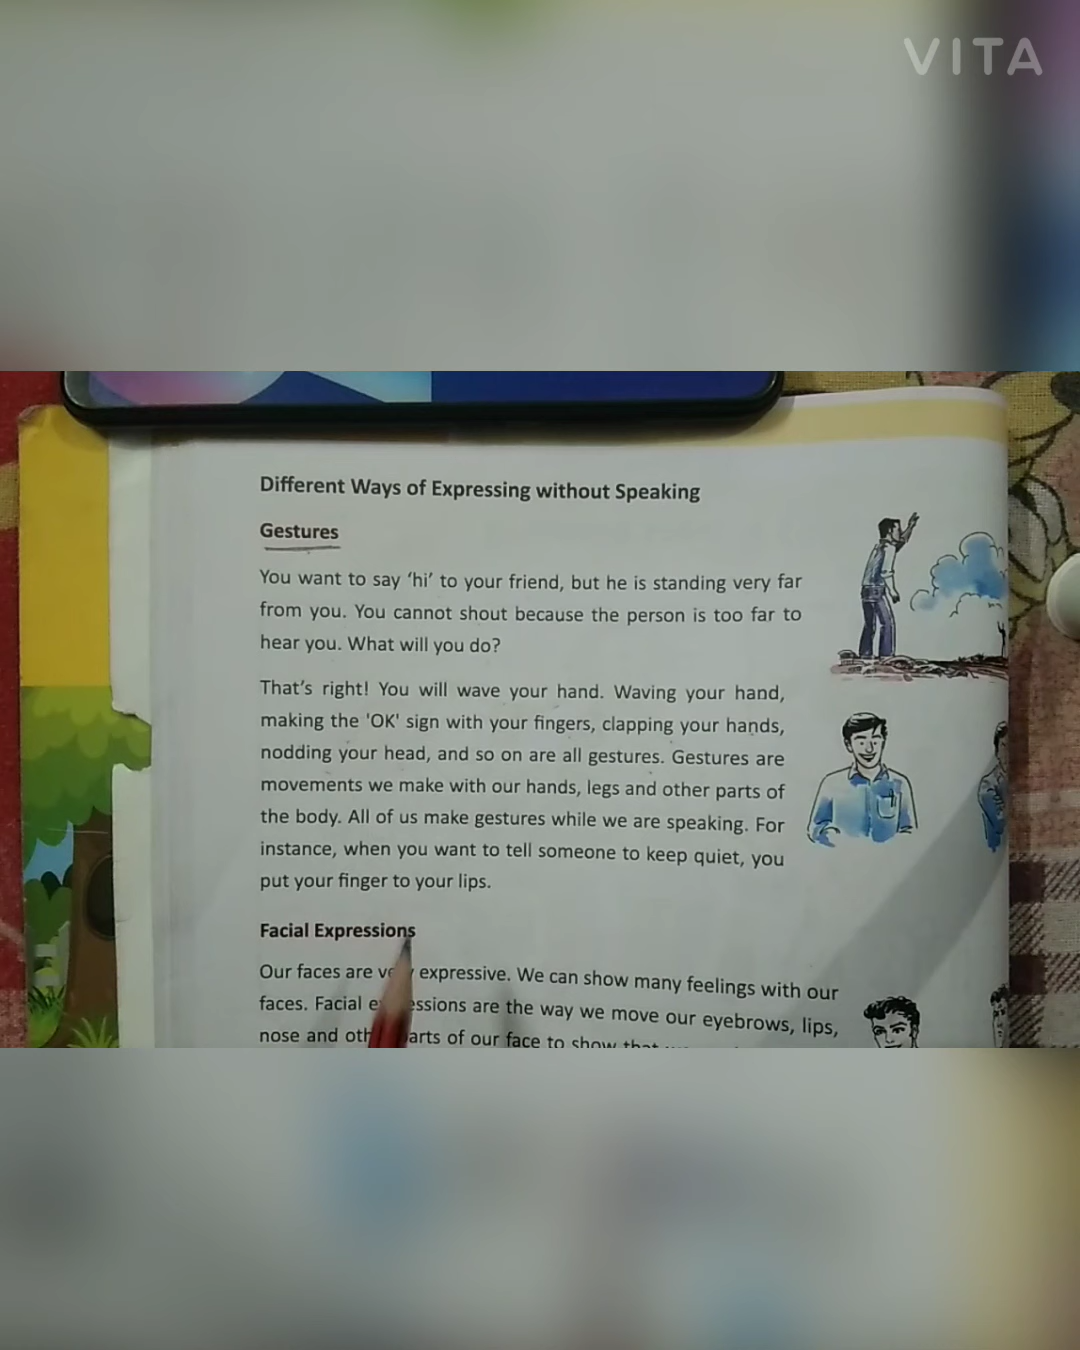 VITA
Different Ways of Expressing without Speaking
Gestures
You want to say ‘hi’ to your friend, but he is standing very far
from you. You cannot shout because the person is too far to
hear you. What will you do?
That’s right! You will wave your hand. Waving your hand,
making the 'OK' sign with your fingers, clapping your hands,
nodding your head, and so on are all gestures. Gestures are
movements we make with our hands, legs and other parts of
the body. All of us make gestures while we are speaking. For
instance, when you want to tell someone to keep quiet, you
put your finger to your lips.
Facial Expressions
Our faces are expressive. We can show many feelings with our
faces. Facial are the way we move our eyebrows, lips,
nose and of our face to show that